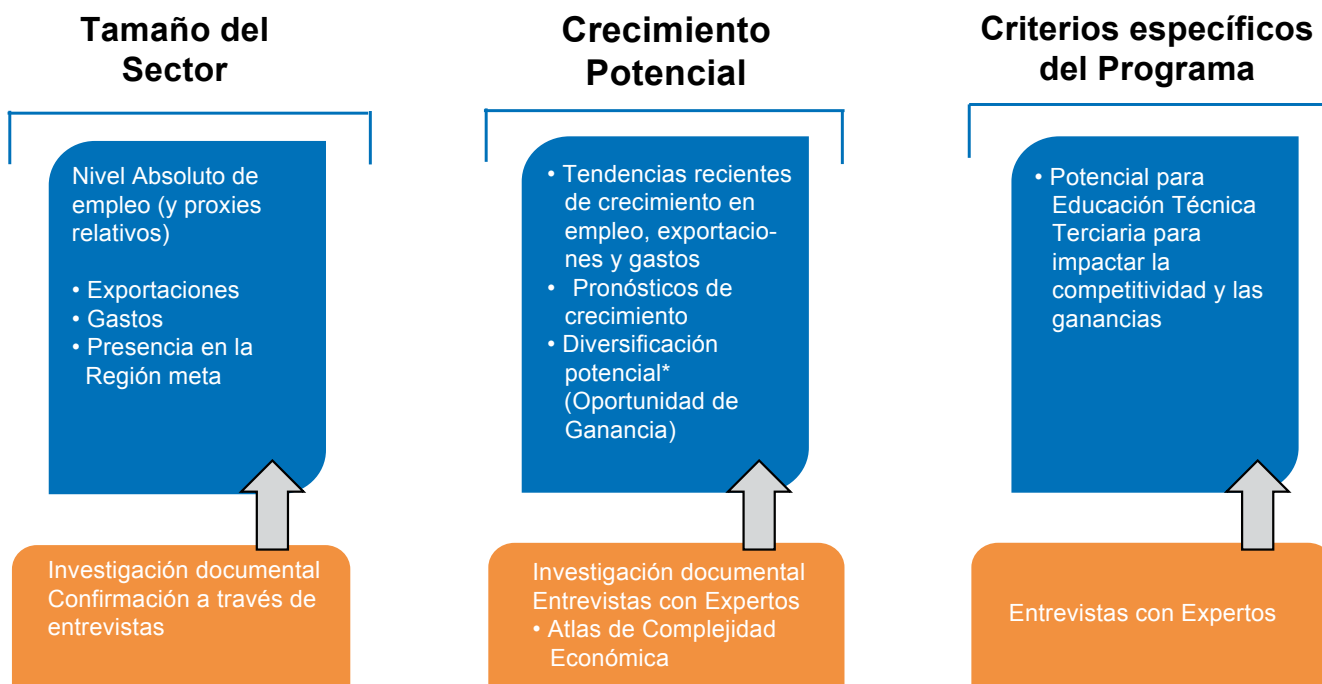 Tamaño del
Sector
Nivel Absoluto de
empleo (y proxies
relativos)
• Exportaciones
• Gastos
• Presencia en la
Región meta
Investigación documental
Confirmación a través de
entrevistas
Crecimiento
Potencial
• Tendencias recientes
de crecimiento en
empleo, exportacio-
nes y gastos
• Pronósticos de
crecimiento
• Diversificación
potencial*
(Oportunidad de
Ganancia)
Investigación documental
Entrevistas con Expertos
• Atlas de Complejidad
Económica
Criterios específicos
del Programa
• Potencial para
Educación Técnica
Terciaria para
impactar la
competitividad y las
ganancias
Entrevistas con Expertos